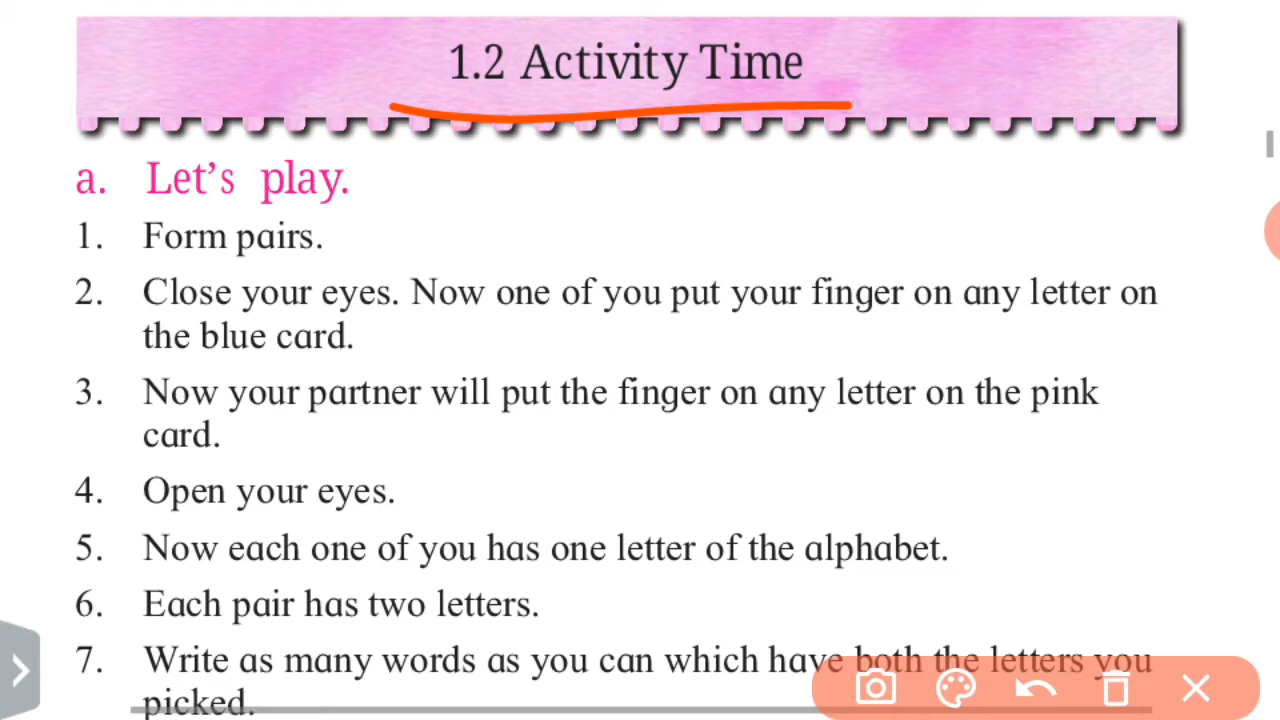 1.2 Activity Time
a. Let's play.
1. Form pairs.
2. Close your eyes. Now one of you put your finger on any letter on
the blue card.
3. Now your partner will put the finger on any letter on the pink
card.
4. Open your eyes.
5. Now each one of you has one letter of the alphabet.
6. Each pair has two letters.
7. Write as many words as you can which have both the letters you
picked.